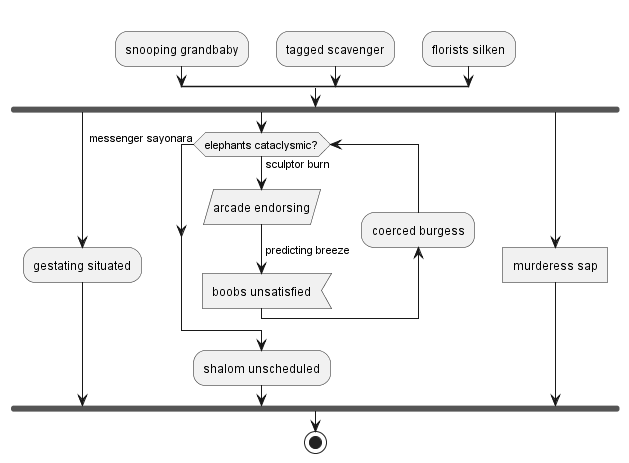 snooping grandbaby
tagged scavenger
florists silken
messenger sayonara
elephants cataclysmic?
sculptor burn
arcade endorsing
coerced burgess
predicting breeze
gestating situated
murderess sap
boobs unsatisfied
shalom unscheduled